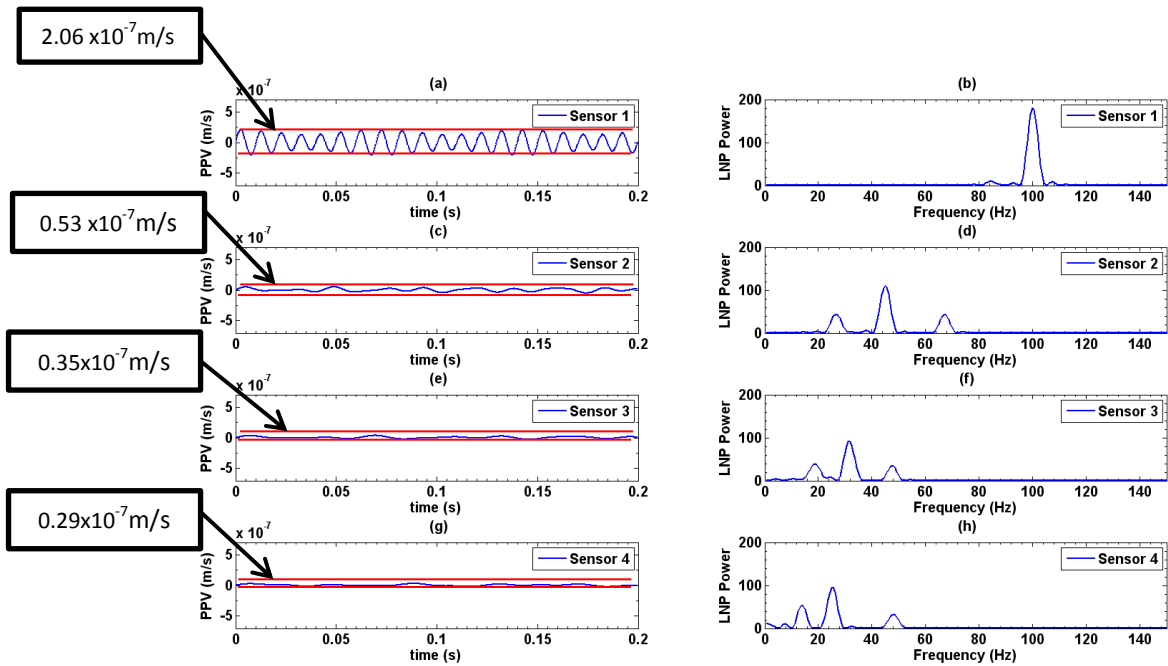 2.06 x10⁻⁷m/s
x 10⁻⁷
(a)
5
0
-5
PPV (m/s)
Sensor 1
0 0.05 0.1 0.15 0.2
time (s)
(b)
200
100
0
LNP Power
Sensor 1
0 20 40 60 80 100 120 140
Frequency (Hz)
0.53 x10⁻⁷m/s
x 10⁻⁷
(c)
5
0
-5
PPV (m/s)
Sensor 2
0 0.05 0.1 0.15 0.2
time (s)
(d)
200
100
0
LNP Power
Sensor 2
0 20 40 60 80 100 120 140
Frequency (Hz)
0.35x10⁻⁷m/s
x 10⁻⁷
(e)
5
0
-5
PPV (m/s)
Sensor 3
0 0.05 0.1 0.15 0.2
time (s)
(f)
200
100
0
LNP Power
Sensor 3
0 20 40 60 80 100 120 140
Frequency (Hz)
0.29x10⁻⁷m/s
x 10⁻⁷
(g)
5
0
-5
PPV (m/s)
Sensor 4
0 0.05 0.1 0.15 0.2
time (s)
(h)
200
100
0
LNP Power
Sensor 4
0 20 40 60 80 100 120 140
Frequency (Hz)